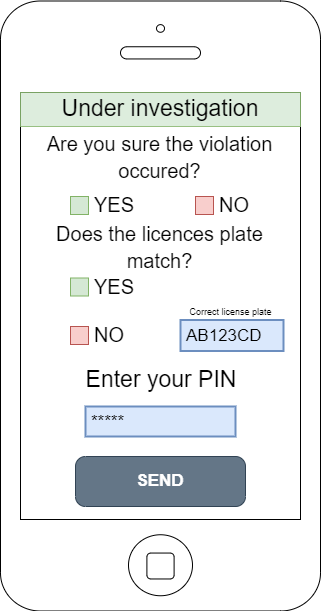 Under investigation
Are you sure the violation
occured?
YES NO
Does the licences plate
match?
YES
Correct license plate
NO AB123CD
Enter your PIN
*****
SEND